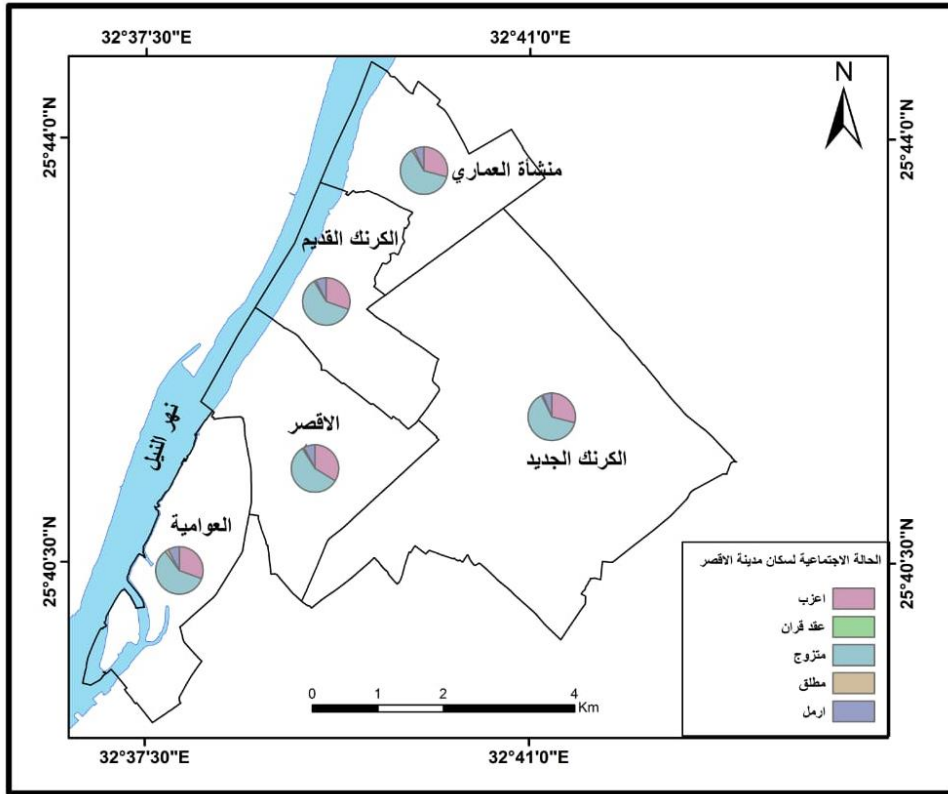 32°37'30"E 32°41'0"E
N
25°44'0"N 25°44'0"N
منشأة العماري
الكرنك القديم
نهر النيل
الاقصر
الكرنك الجديد
العوامية
25°40'30"N 25°40'30"N
الحالة الاجتماعية لسكان مدينة الاقصر
اعزب
عقد قران
متزوج
مطلق
ارمل
0 1 2 4
Km
32°37'30"E 32°41'0"E